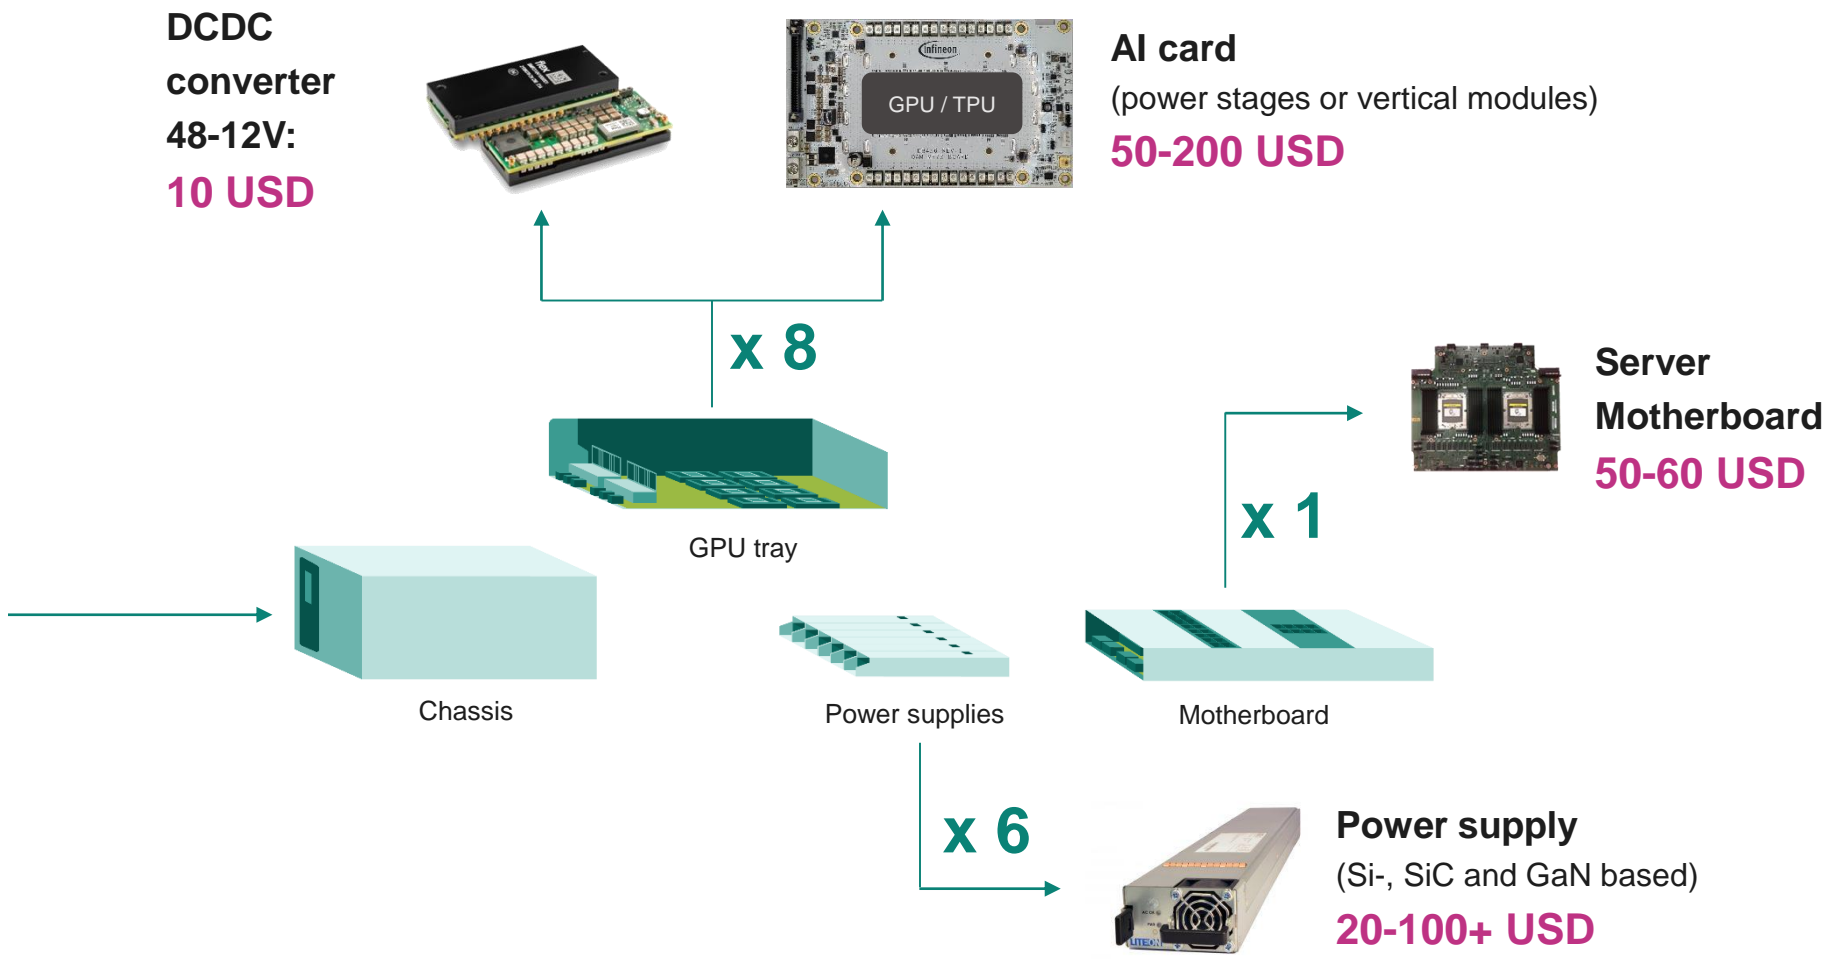 DCDC
converter
48-12V:
10 USD
infineon
GPU / TPU
AI card
(power stages or vertical modules)
50-200 USD
x 8
GPU tray
Server
Motherboard
50-60 USD
x 1
Chassis
Power supplies
Motherboard
x 6
Power supply
(Si-, SiC and GaN based)
20-100+ USD
LITEON